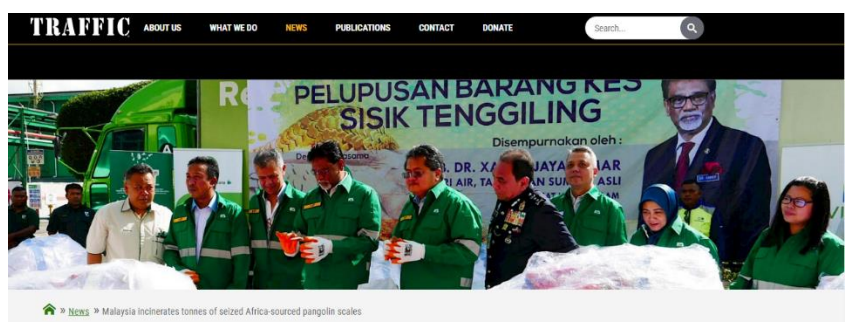 TRAFFIC ABOUT US WHAT WE DO NEWS PUBLICATIONS CONTACT DONATE Search...
PELUPUSAN BARANG KES
SISIK TENGGILING
Disempurnakan oleh :
DR.
» News » Malaysia incinerates tonnes of seized Africa-sourced pangolin scales